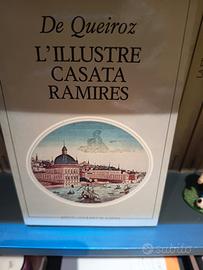 De Queiroz
L'ILLUSTRE
CASATA
RAMIRES
subito